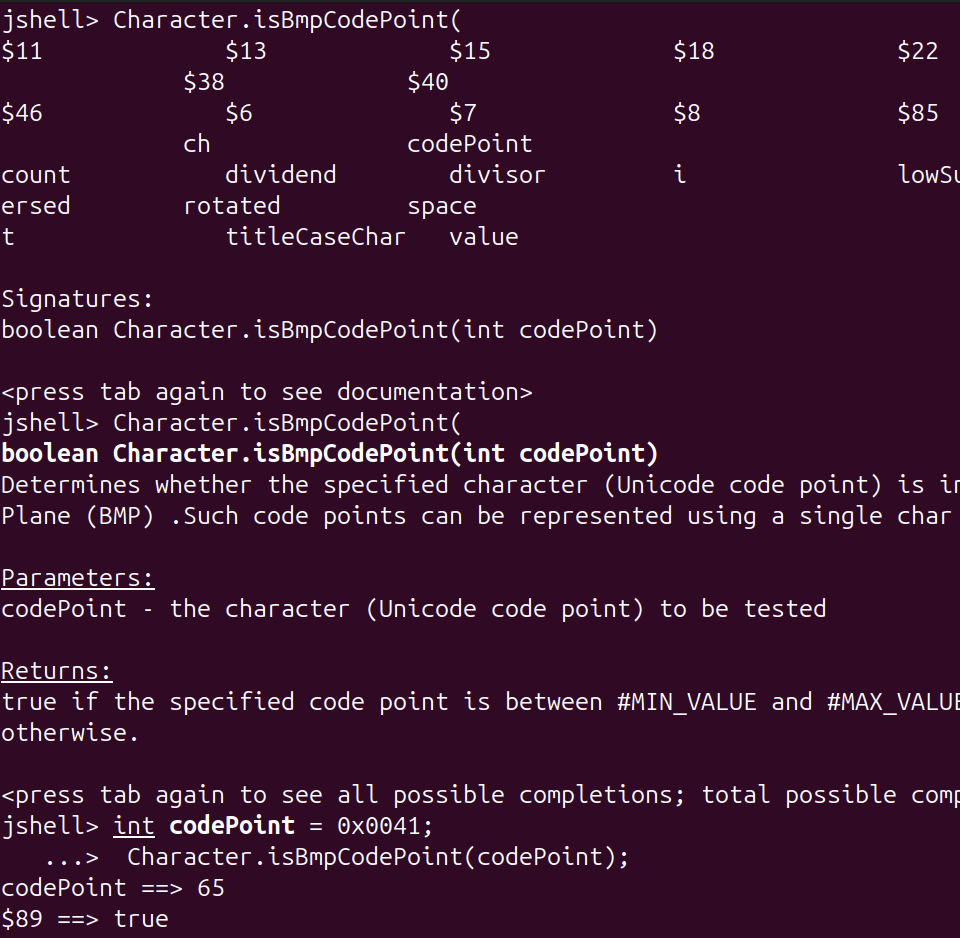 jshell> Character.isBmpCodePoint(
$11 $13 $15 $18 $22
$38 $40
$46 $6 $7 $8 $85
ch codePoint
count dividend divisor i
ersed rotated space
t titleCaseChar value
Signatures:
boolean Character.isBmpCodePoint(int codePoint)
<press tab again to see documentation>
jshell> Character.isBmpCodePoint(
boolean Character.isBmpCodePoint(int codePoint)
Determines whether the specified character (Unicode code point) is
Plane (BMP) .Such code points can be represented using a single char
Parameters:
codePoint - the character (Unicode code point) to be tested
Returns:
true if the specified code point is between #MIN_VALUE and #MAX_VALUE
otherwise.
<press tab again to see all possible completions; total possible
jshell> int codePoint = 0x0041;
...> Character.isBmpCodePoint(codePoint);
codePoint ==> 65
$89 ==> true